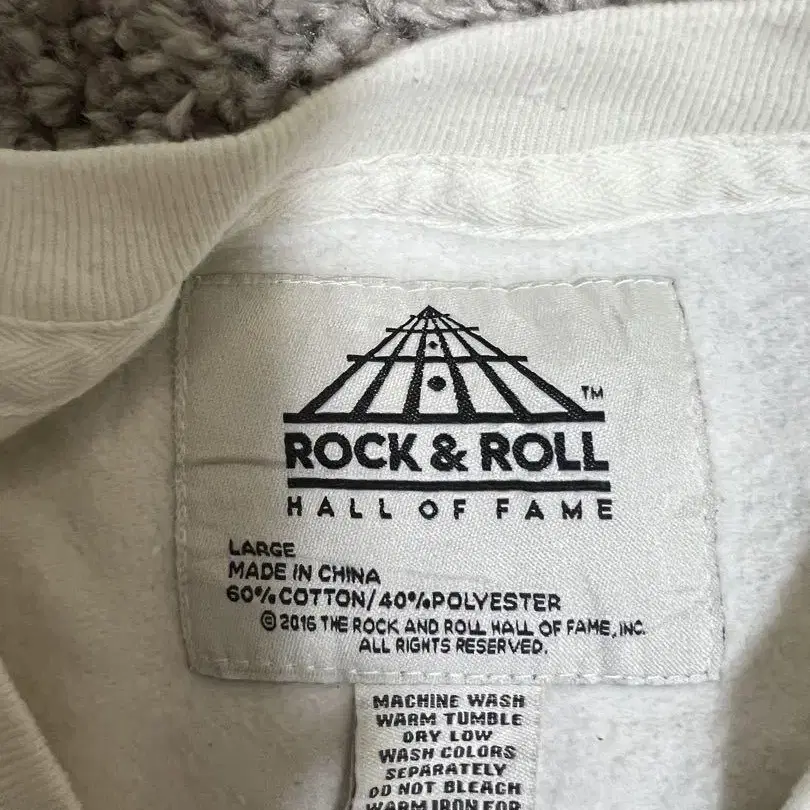 TM
ROCK & ROLL
HALL OF FAME
LARGE
MADE IN CHINA
60% COTTON/40%POLYESTER
© 2016 THE ROCK AND ROLL HALL OF FAME, INC.
ALL RIGHTS RESERVED.
MACHINE WASH
WARM TUMBLE
DRY LOW
WASH COLORS
SEPARATELY
DO NOT BLEACH
WARM IRON FOR